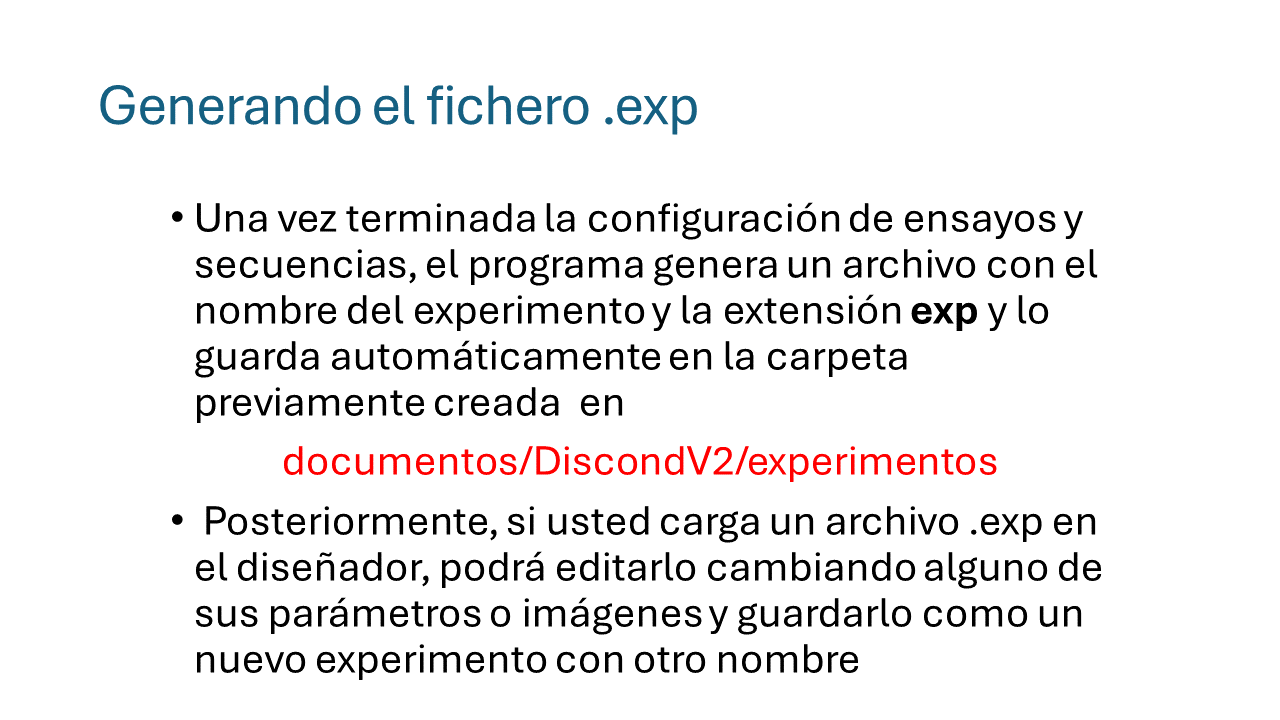 Generando el fichero .exp
• Una vez terminada la configuración de ensayos y
secuencias, el programa genera un archivo con el
nombre del experimento y la extensión exp y lo
guarda automáticamente en la carpeta
previamente creada  en
documentos/DiscondV2/experimentos
• Posteriormente, si usted carga un archivo .exp en
el diseñador, podrá editarlo cambiando alguno de
sus parámetros o imágenes y guardarlo como un
nuevo experimento con otro nombre